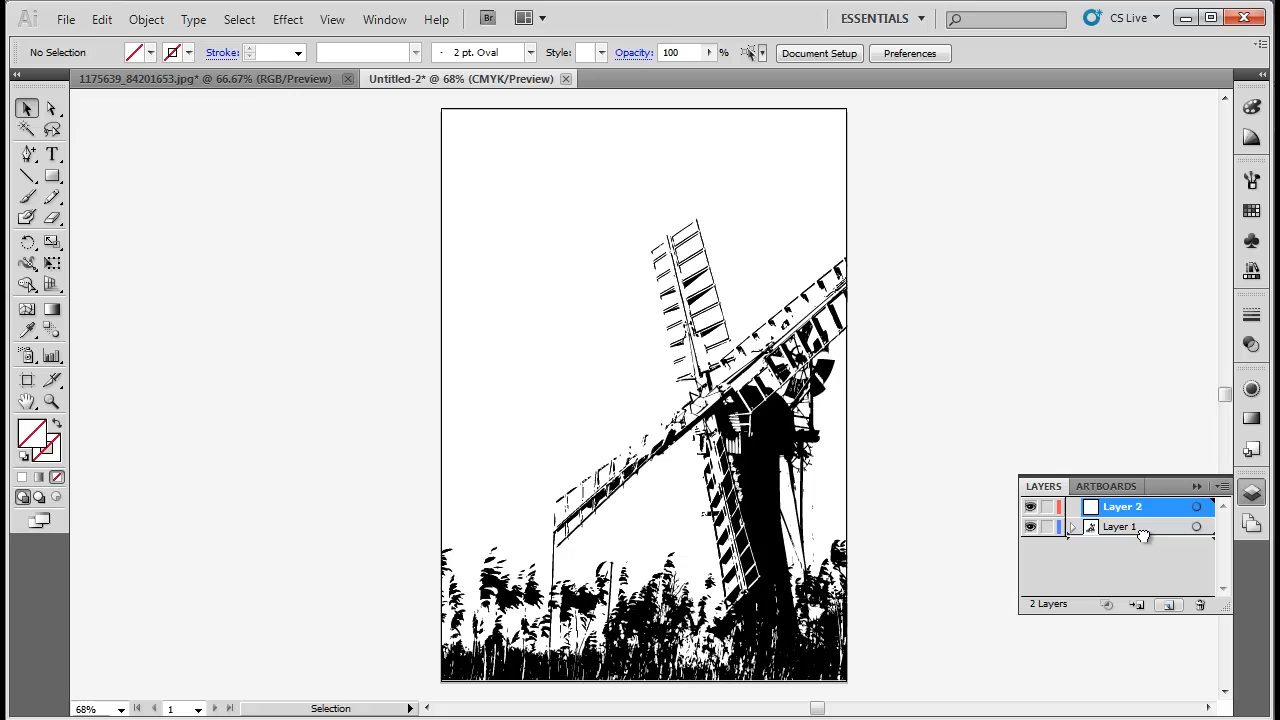 Ai File Edit Object Type Select Effect View Window Help Br ESSENTIALS CS Live
No Selection Stroke: 2 pt. Oval Style: Opacity: 100 % Document Setup Preferences
1175639_84201653.jpg* @ 66.67% (RGB/Preview) Untitled-2* @ 68% (CMYK/Preview)
T
LAYERS ARTBOARDS
Layer 2
Layer 1
2 Layers
68% 1 Selection